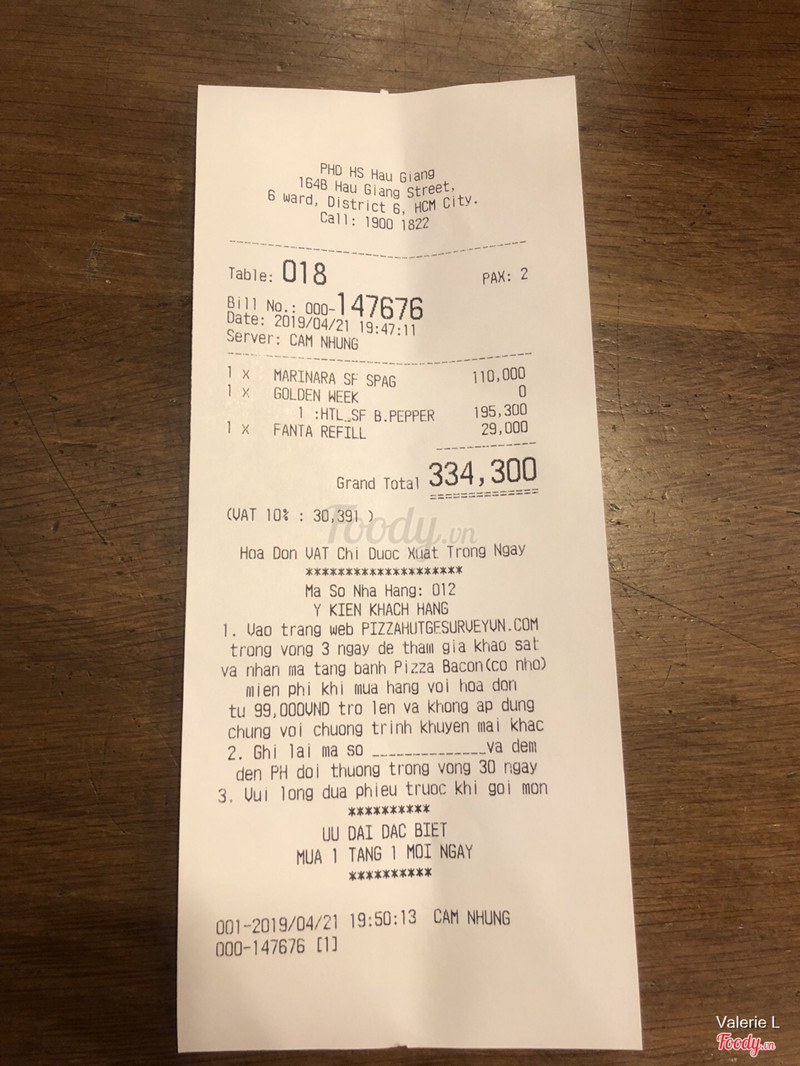 PHD HS Hau Giang
164B Hau Giang Street,
6 ward, District 6, HCM City.
Call: 1900 1822
Table: 018 PAX: 2
Bill No.: 000-147676
Date: 2019/04/21 19:47:11
Server: CAM NHUNG
1 x MARINARA SF SPAG 110,000
1 x GOLDEN WEEK 0
1 :HTL_SF B.PEPPER 195,300
1 x FANTA REFILL 29,000
Grand Total 334,300
(VAT 10% : 30,391 )
Foody.vn
Hoa Don VAT Chi Duoc Xuat Trong Ngay
********************
Ma So Nha Hang: 012
Y KIEN KHACH HANG
1. Vao trang web PIZZAHUTGESURVEYVN.COM
trong vong 3 ngay de tham gia khao sat
va nhan ma tang banh Pizza Bacon(co nho)
mien phi khi mua hang voi hoa don
tu 99,000VND tro len va khong ap dung
chung voi chuong trinh khuyen mai khac
2. Ghi lai ma so ______________va dem
den PH doi thuong trong vong 30 ngay
3. Vui long dua phieu truoc khi goi mon
**********
UU DAI DAC BIET
MUA 1 TANG 1 MOI NGAY
**********
001-2019/04/21 19:50:13 CAM NHUNG
000-147676 [1]
Valerie L
Foody.vn